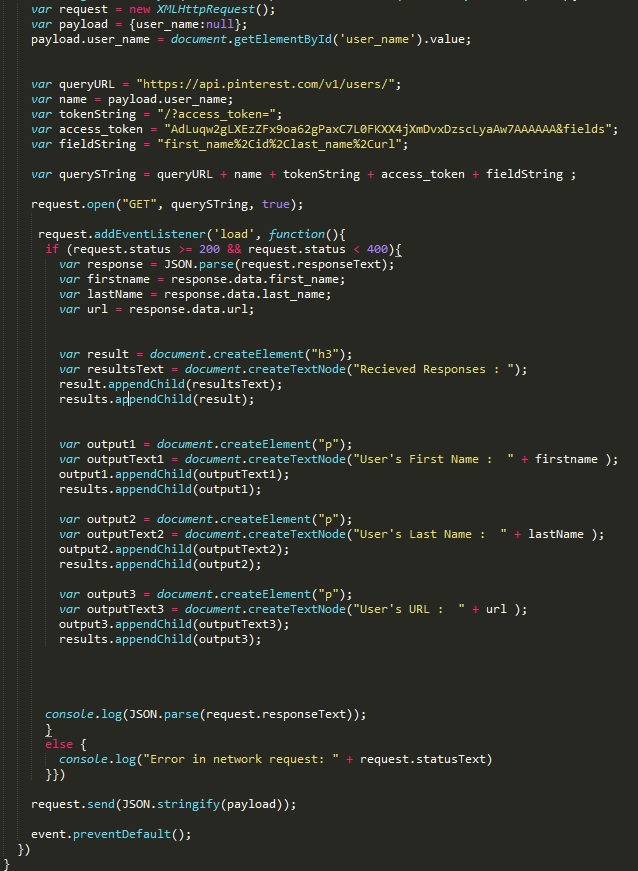 var request = new XMLHttpRequest();
var payload = {user_name:null};
payload.user_name = document.getElementById('user_name').value;
var queryURL = "https://api.pinterest.com/v1/users/";
var name = payload.user_name;
var tokenString = "/?access_token=";
var access_token = "AdLuqw2gLXEzZFx9oa62gPaxC7L0FKXX4jXmDvxDzscLyaAw7AAAAAA&fields";
var fieldString = "first_name%2Cid%2Clast_name%2Curl";
var querySTring = queryURL + name + tokenString + access_token + fieldString ;
request.open("GET", querySTring, true);
request.addEventListener('load', function(){
if (request.status >= 200 && request.status < 400){
var response = JSON.parse(request.responseText);
var firstname = response.data.first_name;
var lastName = response.data.last_name;
var url = response.data.url;
var result = document.createElement("h3");
var resultsText = document.createTextNode("Recieved Responses : ");
result.appendChild(resultsText);
results.appendChild(result);
var output1 = document.createElement("p");
var outputText1 = document.createTextNode("User's First Name :  " + firstname );
output1.appendChild(outputText1);
results.appendChild(output1);
var output2 = document.createElement("p");
var outputText2 = document.createTextNode("User's Last Name :  " + lastName );
output2.appendChild(outputText2);
results.appendChild(output2);
var output3 = document.createElement("p");
var outputText3 = document.createTextNode("User's URL :  " + url );
output3.appendChild(outputText3);
results.appendChild(output3);
console.log(JSON.parse(request.responseText));
}
else {
console.log("Error in network request: " + request.statusText)
}})
request.send(JSON.stringify(payload));
event.preventDefault();
})
}